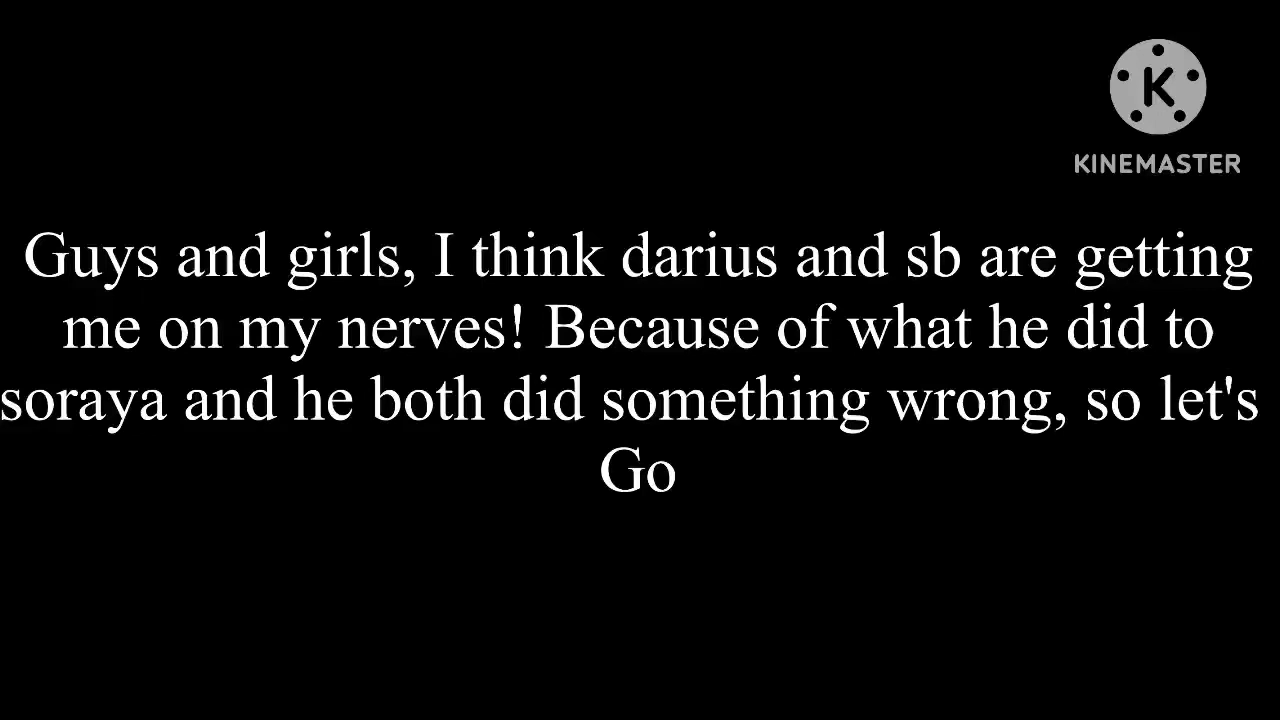 K
KINEMASTER
Guys and girls, I think darius and sb are getting
me on my nerves! Because of what he did to
soraya and he both did something wrong, so let's
Go